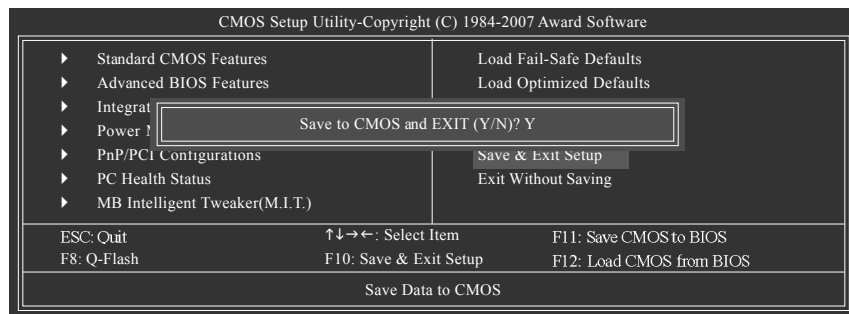 CMOS Setup Utility-Copyright (C) 1984-2007 Award Software
Standard CMOS Features
Load Fail-Safe Defaults
Advanced BIOS Features
Load Optimized Defaults
Integrat
Save to CMOS and EXIT (Y/N)? Y
Power
PnP/PCI Configurations
Save & Exit Setup
PC Health Status
Exit Without Saving
MB Intelligent Tweaker(M.I.T.)
ESC: Quit
↑↓→←: Select Item
F11: Save CMOS to BIOS
F8: Q-Flash
F10: Save & Exit Setup
F12: Load CMOS from BIOS
Save Data to CMOS